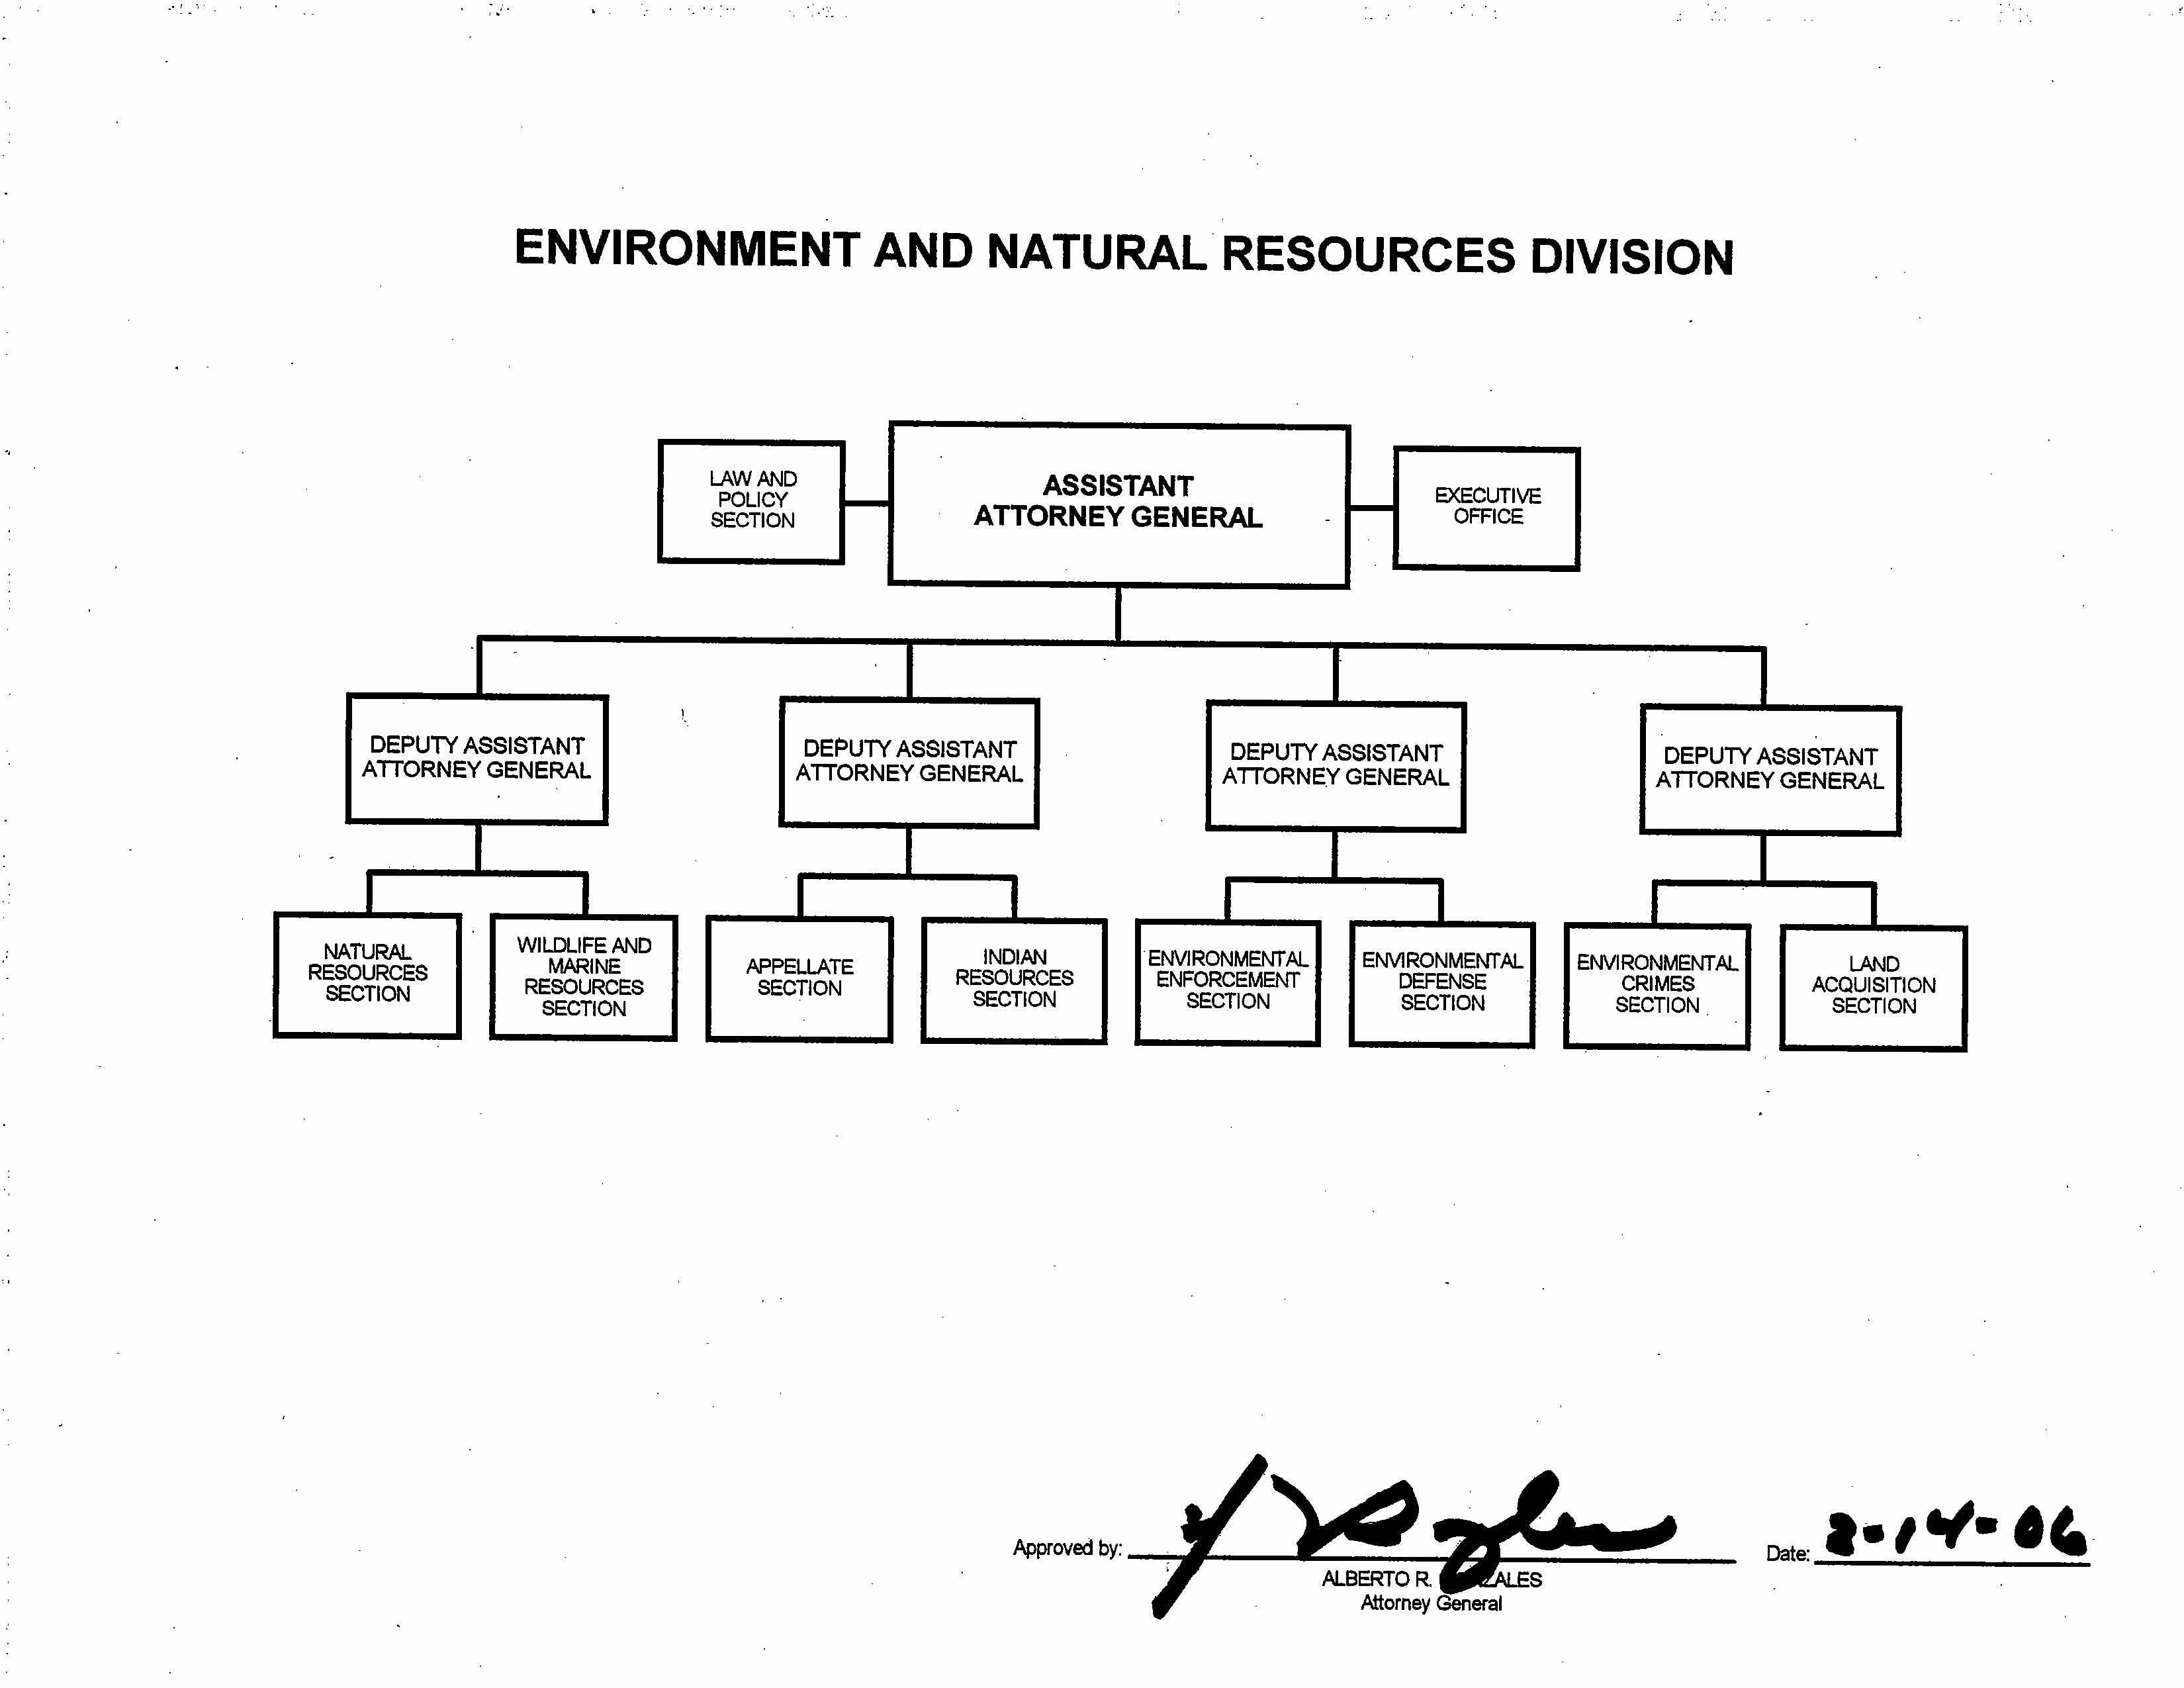 ENVIRONMENT AND NATURAL RESOURCES DIVISION
LAW AND
POLICY
SECTION
ASSISTANT
ATTORNEY GENERAL
EXECUTIVE
OFFICE
DEPUTY ASSISTANT
ATTORNEY GENERAL
DEPUTY ASSISTANT
ATTORNEY GENERAL
DEPUTY ASSISTANT
ATTORNEY GENERAL
DEPUTY ASSISTANT
ATTORNEY GENERAL
NATURAL
RESOURCES
SECTION
WILDLIFE AND
MARINE
RESOURCES
SECTION
APPELLATE
SECTION
INDIAN
RESOURCES
SECTION
ENVIRONMENTAL
ENFORCEMENT
SECTION
ENVIRONMENTAL
DEFENSE
SECTION
ENVIRONMENTAL
CRIMES
SECTION
LAND
ACQUISITION
SECTION
Approved by:
ALBERTO R.
Attorney General
Date: 2-14-06